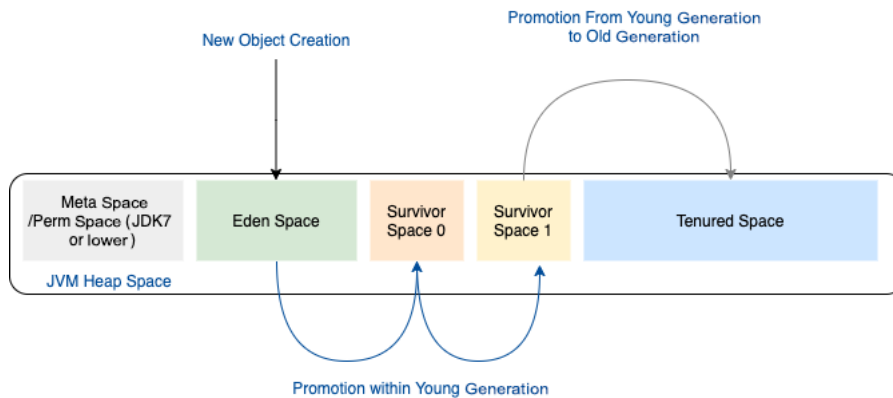 Promotion From Young Generation
to Old Generation
New Object Creation
Meta Space
/Perm Space (JDK7
or lower)
Eden Space
Survivor
Space 0
Survivor
Space 1
Tenured Space
JVM Heap Space
Promotion within Young Generation